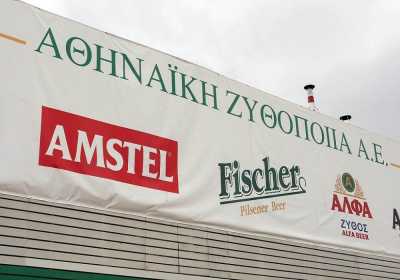 ΑΘΗΝΑΪΚΗ ΖΥΘΟΠΟΙΙΑ Α.Ε.
AMSTEL
Fischer
Pilsener Beer
ΑΛΦΑ
ΖΥΘΟΣ
ALFA BEER